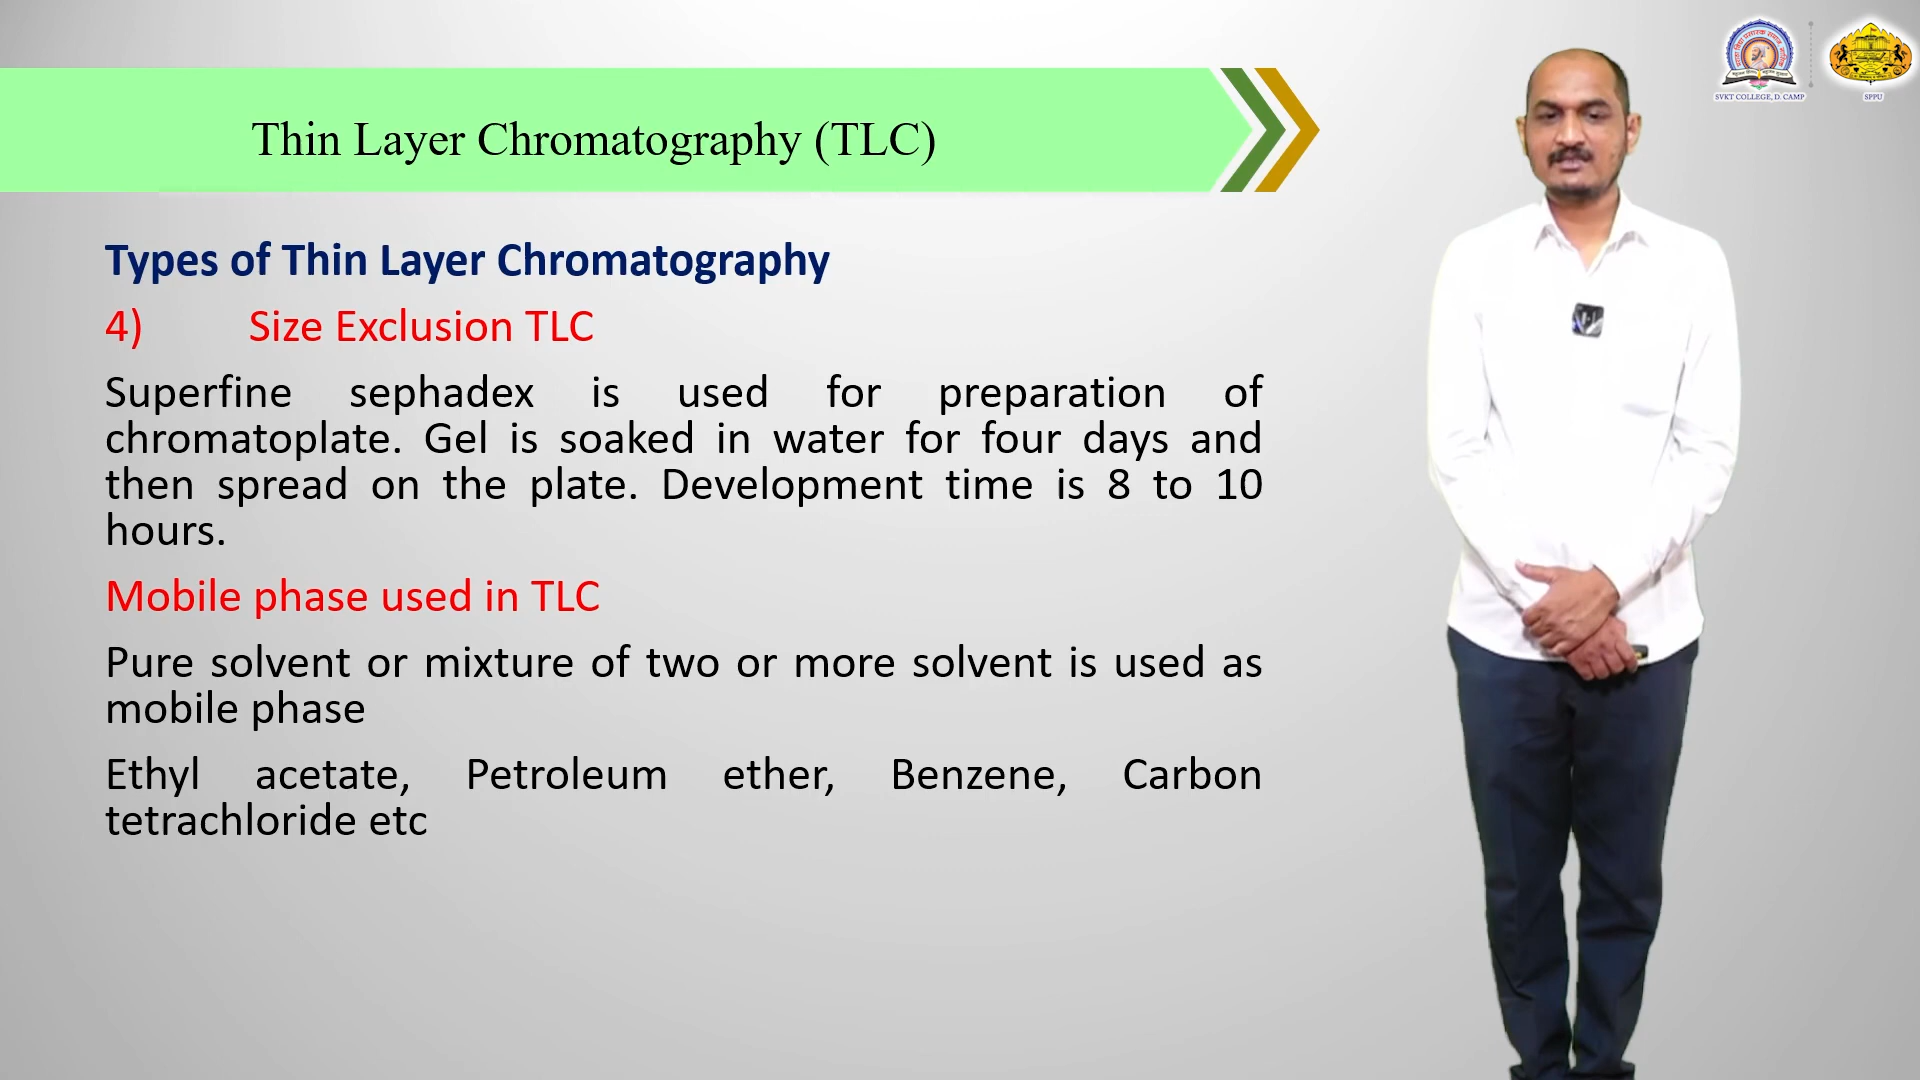 Thin Layer Chromatography (TLC)
SVKT COLLEGE, D. CAMP
SPPU
Types of Thin Layer Chromatography
4) Size Exclusion TLC
Superfine sephadex is used for preparation of
chromatoplate. Gel is soaked in water for four days and
then spread on the plate. Development time is 8 to 10
hours.
Mobile phase used in TLC
Pure solvent or mixture of two or more solvent is used as
mobile phase
Ethyl acetate, Petroleum ether, Benzene, Carbon
tetrachloride etc